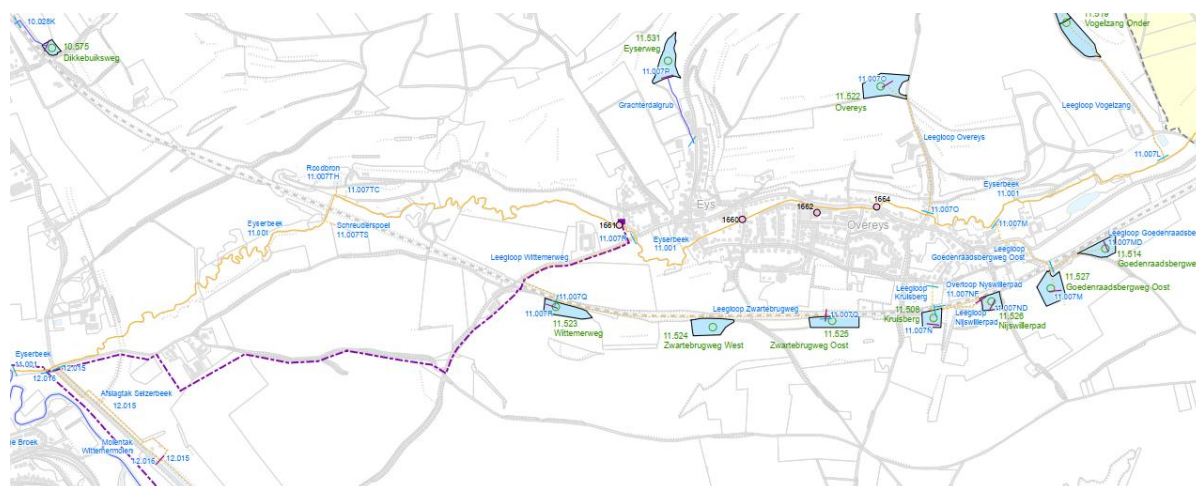 10.028K
10.575
Dikkebuiksweg
11.531
Eyserweg
11.007P
Grachterdalgrub
11.519
Vogelzang Onder
11.007O
11.522
Overeys
Leegloop Vogelzang
Leegloop Overeys
11.007L
Roodbron
11.007TH
11.007TC
Eyserbeek
11.001
Schreuderspoel
11.007TS
Eys
1661
11.007R
Eyserbeek
11.001
1660
1662
1664
Overeys
11.007O
Eyserbeek
11.001
11.007M
Leegloop Wittemerweg
Leegloop
Goedenraadsbergweg Oost
Leegloop Goedenraadsbe
11.007MD
11.514
Goedenraadsbergwe
11.527
Goedenraadsbergweg Oost
11.007M
11.007Q
11.007R
11.523
Wittemerweg
Leegloop Zwartebrugweg
11.524
Zwartebrugweg West
11.007Q
11.525
Zwartebrugweg Oost
Leegloop
Kruisberg
11.508
Kruisberg
11.007N
Overloop Nyswillerpad
11.007NF
11.007ND
Leegloop
Nijswillerpad
11.526
Nijswillerpad
Eyserbeek
11.001
12.016
12.015
Afslagtak Selzerbeek
12.015
Molentak
Wittemermolen
12.016
12.015
e Broek